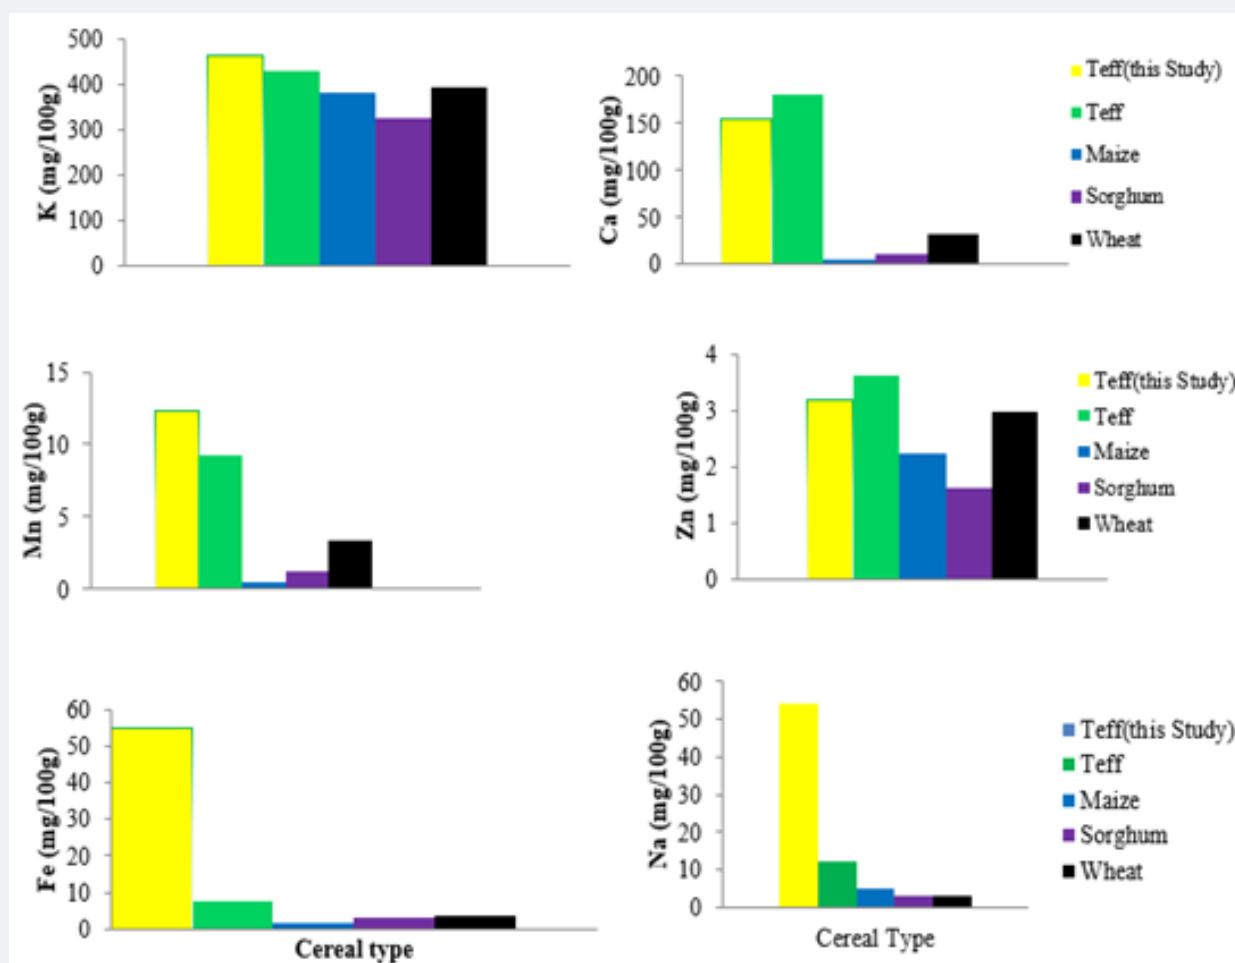 K (mg/100g)
500
400
300
200
100
0
Ca (mg/100g)
200
150
100
50
0
Teff(this Study)
Teff
Maize
Sorghum
Wheat
Mn (mg/100g)
15
10
5
0
Zn (mg/100g)
4
3
2
1
0
Teff(this Study)
Teff
Maize
Sorghum
Wheat
Fe (mg/100g)
60
50
40
30
20
10
0
Cereal type
Na (mg/100g)
60
50
40
30
20
10
0
Cereal Type
Teff(this Study)
Teff
Maize
Sorghum
Wheat